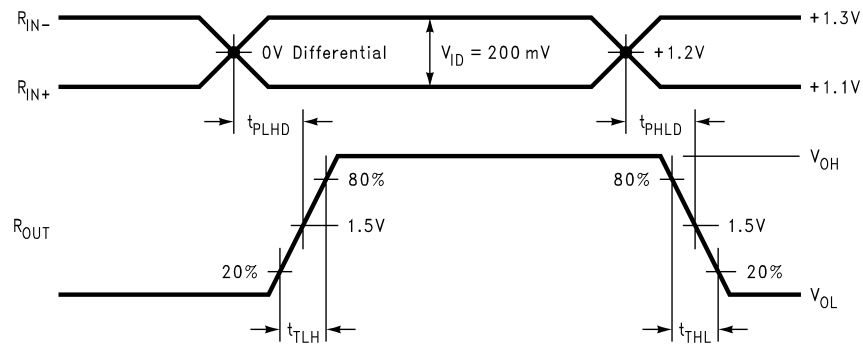 R_IN- +1.3V
0V Differential V_ID = 200 mV +1.2V
R_IN+ +1.1V
t_PLHD t_PHLD
V_OH
80% 80%
R_OUT 1.5V 1.5V
20% 20%
V_OL
t_TLH t_THL